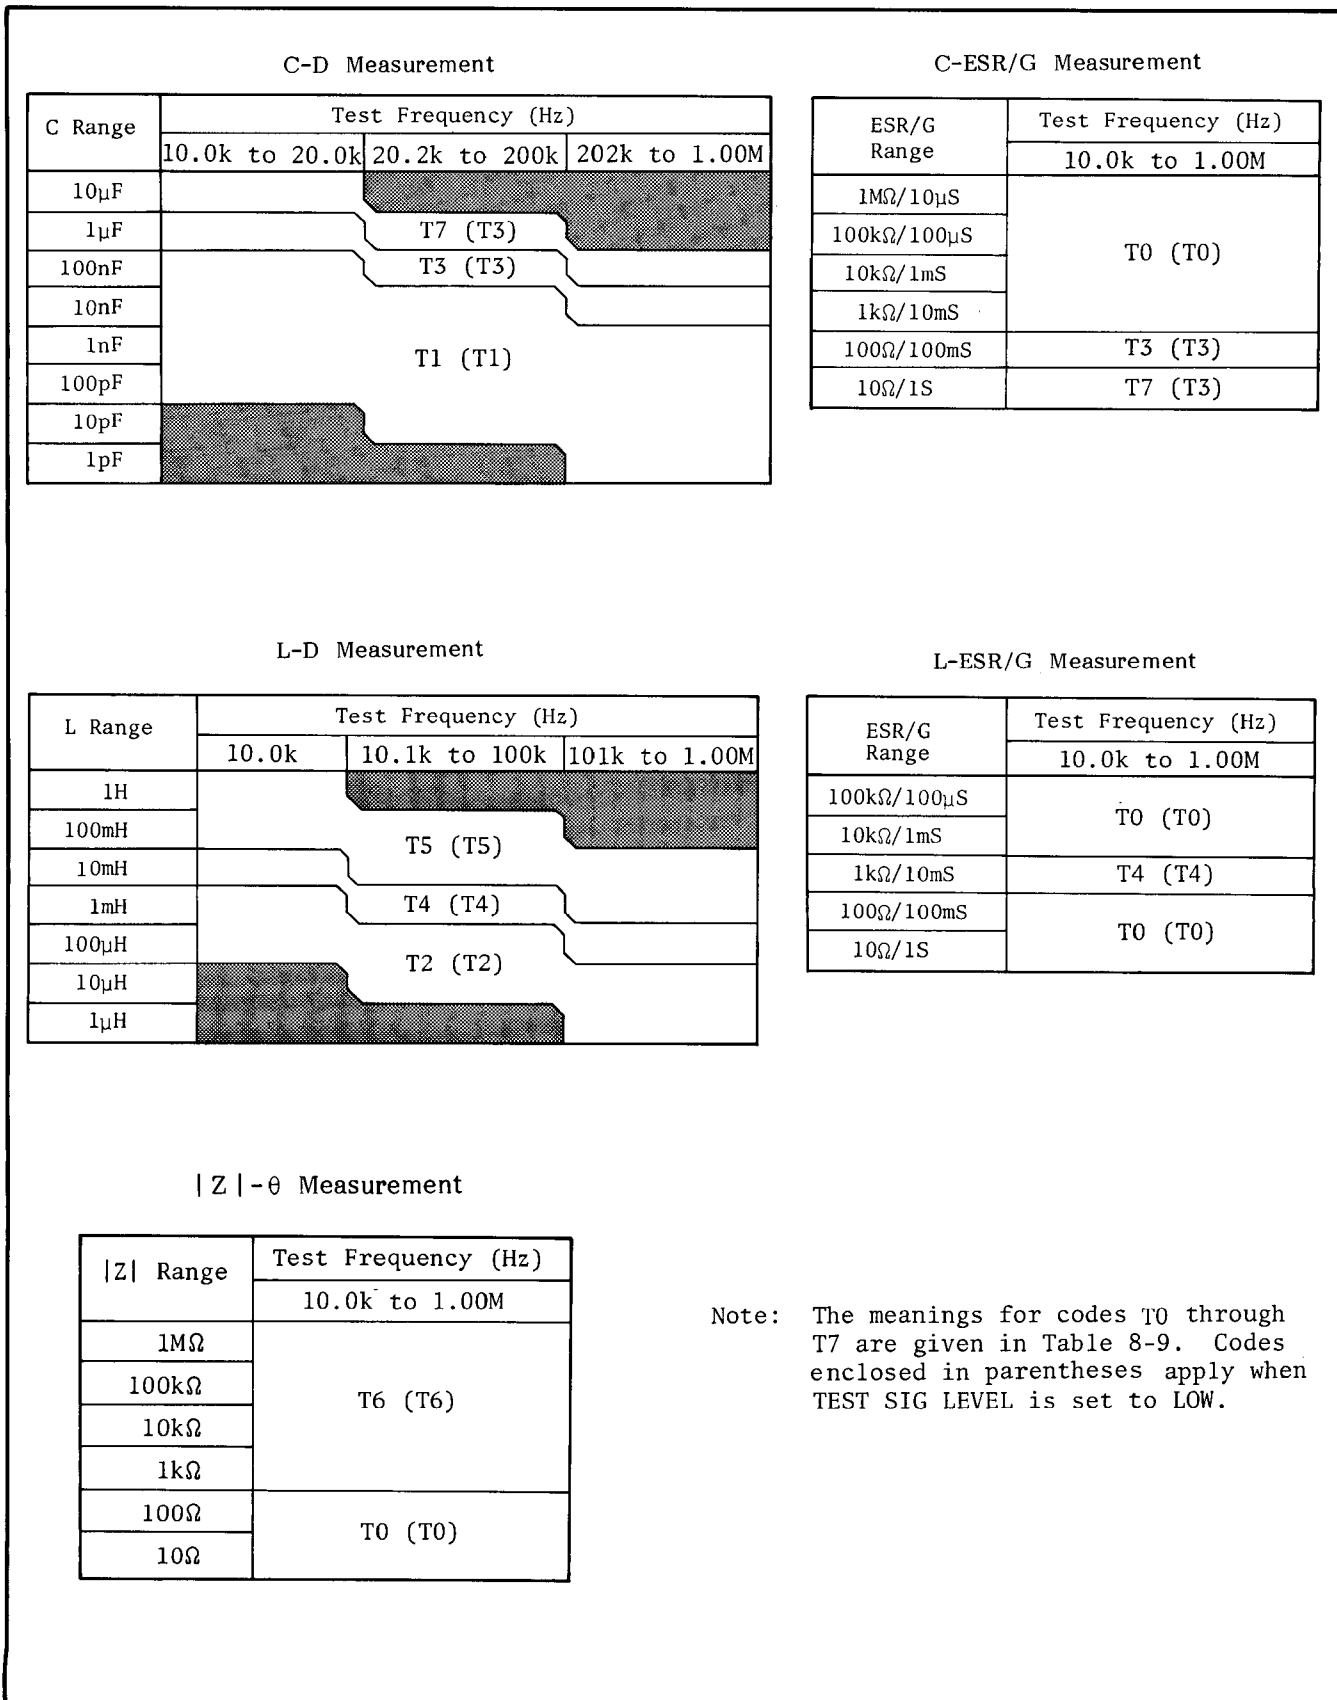 C-D Measurement
C Range
Test Frequency (Hz)
10.0k to 20.0k 20.2k to 200k 202k to 1.00M
10μF
1μF
T7 (T3)
100nF
T3 (T3)
10nF
1nF
T1 (T1)
100pF
10pF
1pF
C-ESR/G Measurement
ESR/G
Range
Test Frequency (Hz)
10.0k to 1.00M
1MΩ/10μS
100kΩ/100μS
T0 (T0)
10kΩ/1mS
1kΩ/10mS
100Ω/100mS
T3 (T3)
10Ω/1S
T7 (T3)
L-D Measurement
L Range
Test Frequency (Hz)
10.0k 10.1k to 100k 101k to 1.00M
1H
100mH
T5 (T5)
10mH
1mH
T4 (T4)
100μH
T2 (T2)
10μH
1μH
L-ESR/G Measurement
ESR/G
Range
Test Frequency (Hz)
10.0k to 1.00M
100kΩ/100μS
T0 (T0)
10kΩ/1mS
1kΩ/10mS
T4 (T4)
100Ω/100mS
T0 (T0)
10Ω/1S
|Z|-θ Measurement
|Z| Range
Test Frequency (Hz)
10.0k to 1.00M
1MΩ
100kΩ
T6 (T6)
10kΩ
1kΩ
100Ω
T0 (T0)
10Ω
Note: The meanings for codes T0 through
T7 are given in Table 8-9. Codes
enclosed in parentheses apply when
TEST SIG LEVEL is set to LOW.